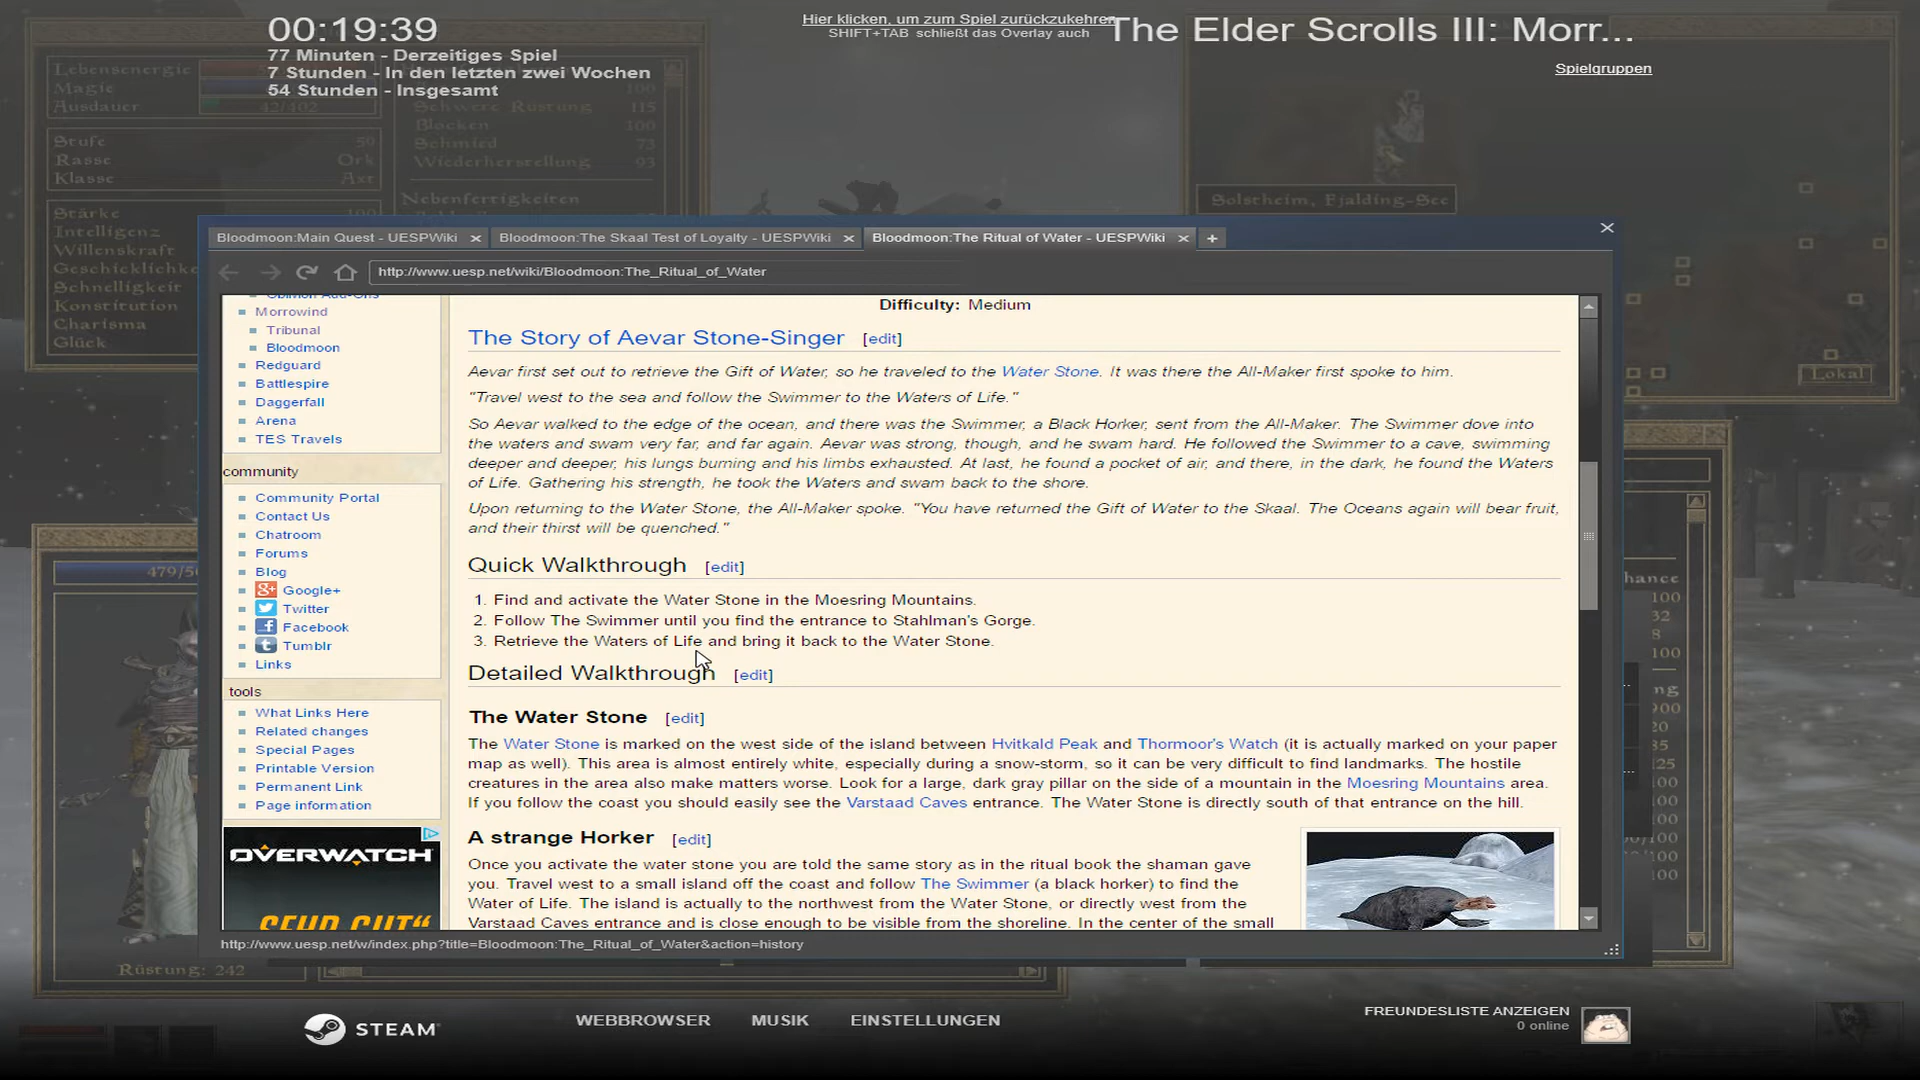 00:19:39
77 Minuten - Derzeitiges Spiel
7 Stunden - In den letzten zwei Wochen
54 Stunden - Insgesamt
Hier klicken, um zum Spiel zurückzukehren
SHIFT+TAB schließt das Overlay auch
The Elder Scrolls III: Morr...
Spielgruppen
Lebensenergie
Magie
Ausdauer 42/402
Stufe 50
Rasse Ork
Klasse Axt
Stärke 100
Intelligenz
Willenskraft
Geschicklichke
Schnelligkeit
Konstitution
Charisma
Glück
100
Schwere Rüstung 115
Blocken 100
Schmied 73
Wiederherstellung 93
Nebenfertigkeiten
Solstheim, Fjalding-See
Lokal
Bloodmoon:Main Quest - UESPWiki
Bloodmoon:The Skaal Test of Loyalty - UESPWiki
Bloodmoon:The Ritual of Water - UESPWiki
http://www.uesp.net/wiki/Bloodmoon:The_Ritual_of_Water
Oblivion Add-Ons
Morrowind
Tribunal
Bloodmoon
Redguard
Battlespire
Daggerfall
Arena
TES Travels
community
Community Portal
Contact Us
Chatroom
Forums
Blog
Google+
Twitter
Facebook
Tumblr
Links
tools
What Links Here
Related changes
Special Pages
Printable Version
Permanent Link
Page information
OVERWATCH
Difficulty: Medium
The Story of Aevar Stone-Singer [edit]
Aevar first set out to retrieve the Gift of Water, so he traveled to the Water Stone. It was there the All-Maker first spoke to him.
"Travel west to the sea and follow the Swimmer to the Waters of Life."
So Aevar walked to the edge of the ocean, and there was the Swimmer, a Black Horker, sent from the All-Maker. The Swimmer dove into
the waters and swam very far, and far again. Aevar was strong, though, and he swam hard. He followed the Swimmer to a cave, swimming
deeper and deeper, his lungs burning and his limbs exhausted. At last, he found a pocket of air, and there, in the dark, he found the Waters
of Life. Gathering his strength, he took the Waters and swam back to the shore.
Upon returning to the Water Stone, the All-Maker spoke. "You have returned the Gift of Water to the Skaal. The Oceans again will bear fruit,
and their thirst will be quenched."
Quick Walkthrough [edit]
1. Find and activate the Water Stone in the Moesring Mountains.
2. Follow The Swimmer until you find the entrance to Stahlman's Gorge.
3. Retrieve the Waters of Life and bring it back to the Water Stone.
Detailed Walkthrough [edit]
The Water Stone [edit]
The Water Stone is marked on the west side of the island between Hvitkald Peak and Thormoor's Watch (it is actually marked on your paper
map as well). This area is almost entirely white, especially during a snow-storm, so it can be very difficult to find landmarks. The hostile
creatures in the area also make matters worse. Look for a large, dark gray pillar on the side of a mountain in the Moesring Mountains area.
If you follow the coast you should easily see the Varstaad Caves entrance. The Water Stone is directly south of that entrance on the hill.
A strange Horker [edit]
Once you activate the water stone you are told the same story as in the ritual book the shaman gave
you. Travel west to a small island off the coast and follow The Swimmer (a black horker) to find the
Water of Life. The island is actually to the northwest from the Water Stone, or directly west from the
Varstaad Caves entrance and is close enough to be visible from the shoreline. In the center of the small
http://www.uesp.net/w/index.php?title=Bloodmoon:The_Ritual_of_Water&action=history
Rüstung: 242
STEAM
WEBBROWSER
MUSIK
EINSTELLUNGEN
FREUNDESLISTE ANZEIGEN
0 online